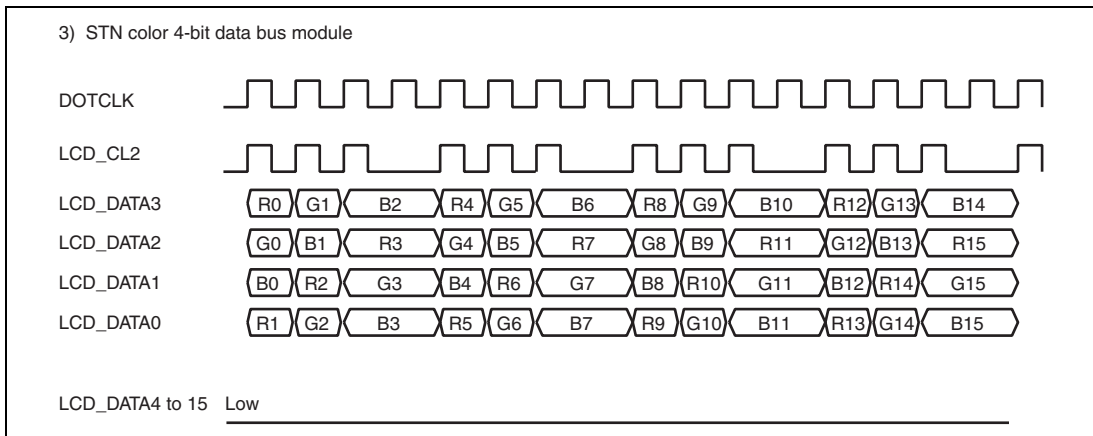 3) STN color 4-bit data bus module
DOTCLK
LCD_CL2
LCD_DATA3 R0 G1 B2 R4 G5 B6 R8 G9 B10 R12 G13 B14
LCD_DATA2 G0 B1 R3 G4 B5 R7 G8 B9 R11 G12 B13 R15
LCD_DATA1 B0 R2 G3 B4 R6 G7 B8 R10 G11 B12 R14 G15
LCD_DATA0 R1 G2 B3 R5 G6 B7 R9 G10 B11 R13 G14 B15
LCD_DATA4 to 15 Low